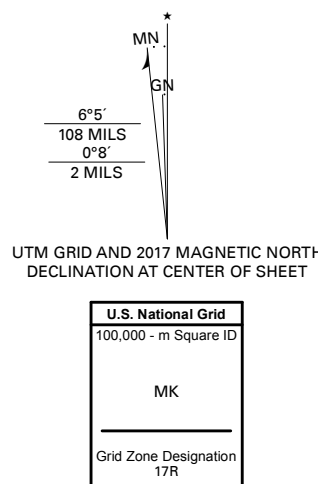 ★
MN
GN
6°5´
108 MILS
0°8´
2 MILS
UTM GRID AND 2017 MAGNETIC NORTH
DECLINATION AT CENTER OF SHEET
U.S. National Grid
100,000 - m Square ID
MK
Grid Zone Designation
17R